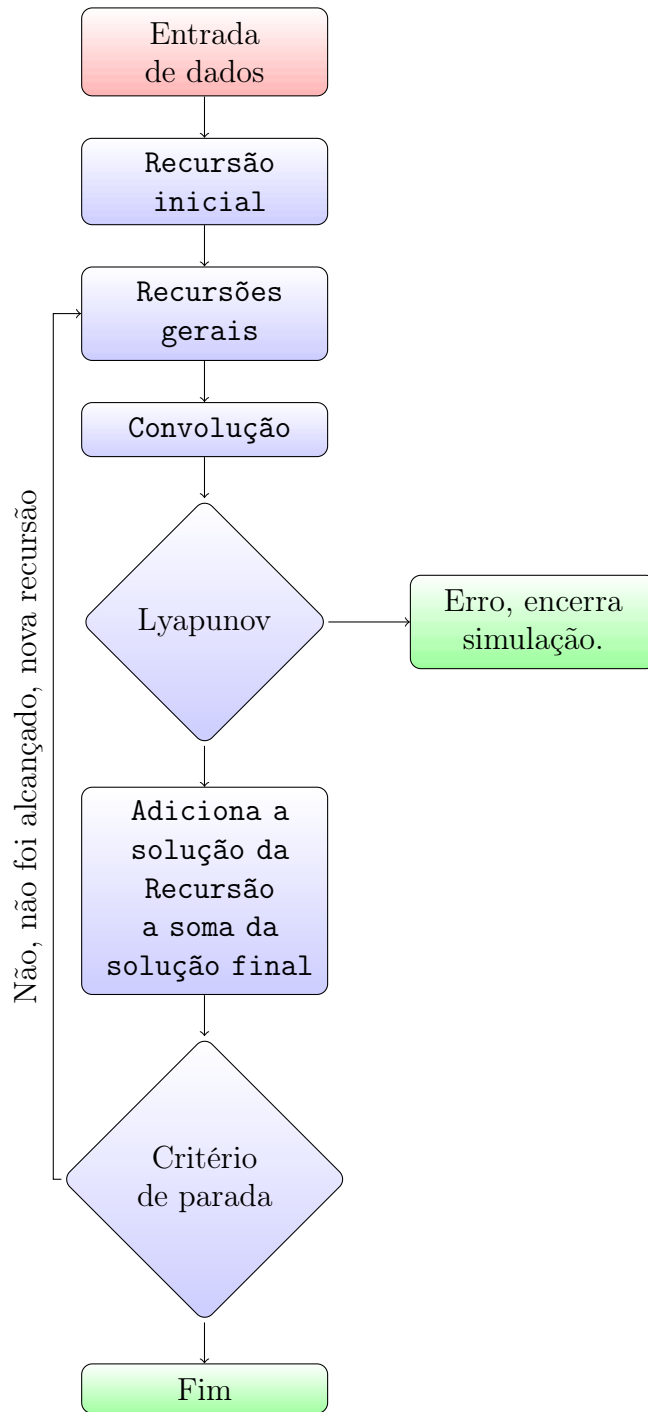 Entrada
de dados
Recursão
inicial
Recursões
gerais
Convolução
Lyapunov
Erro, encerra
simulação.
Adiciona a
solução da
Recursão
a soma da
solução final
Não, não foi alcançado, nova recursão
Critério
de parada
Fim